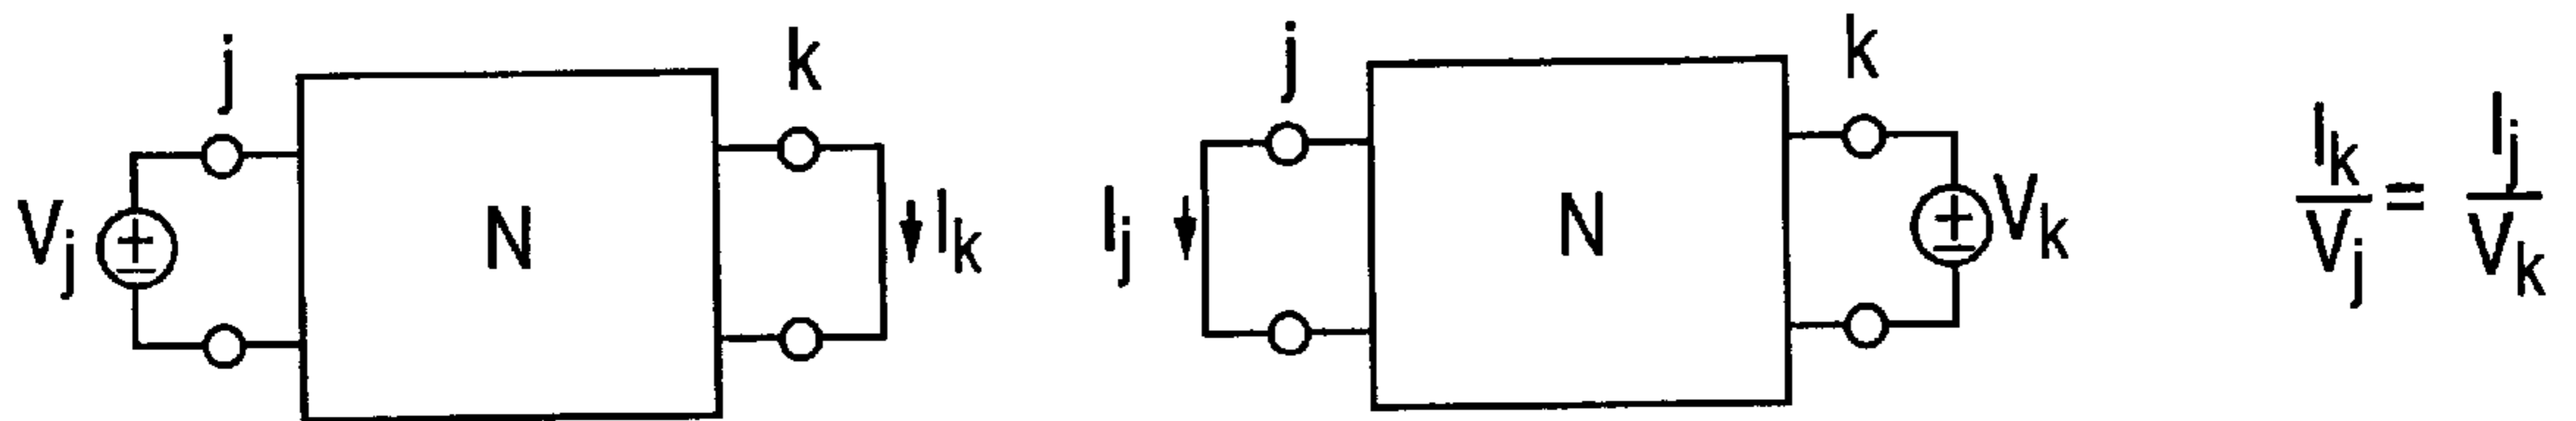 j
k
V_j
+
−
N
I_k
j
k
I_j
N
+
−
V_k
I_k/V_j = I_j/V_k